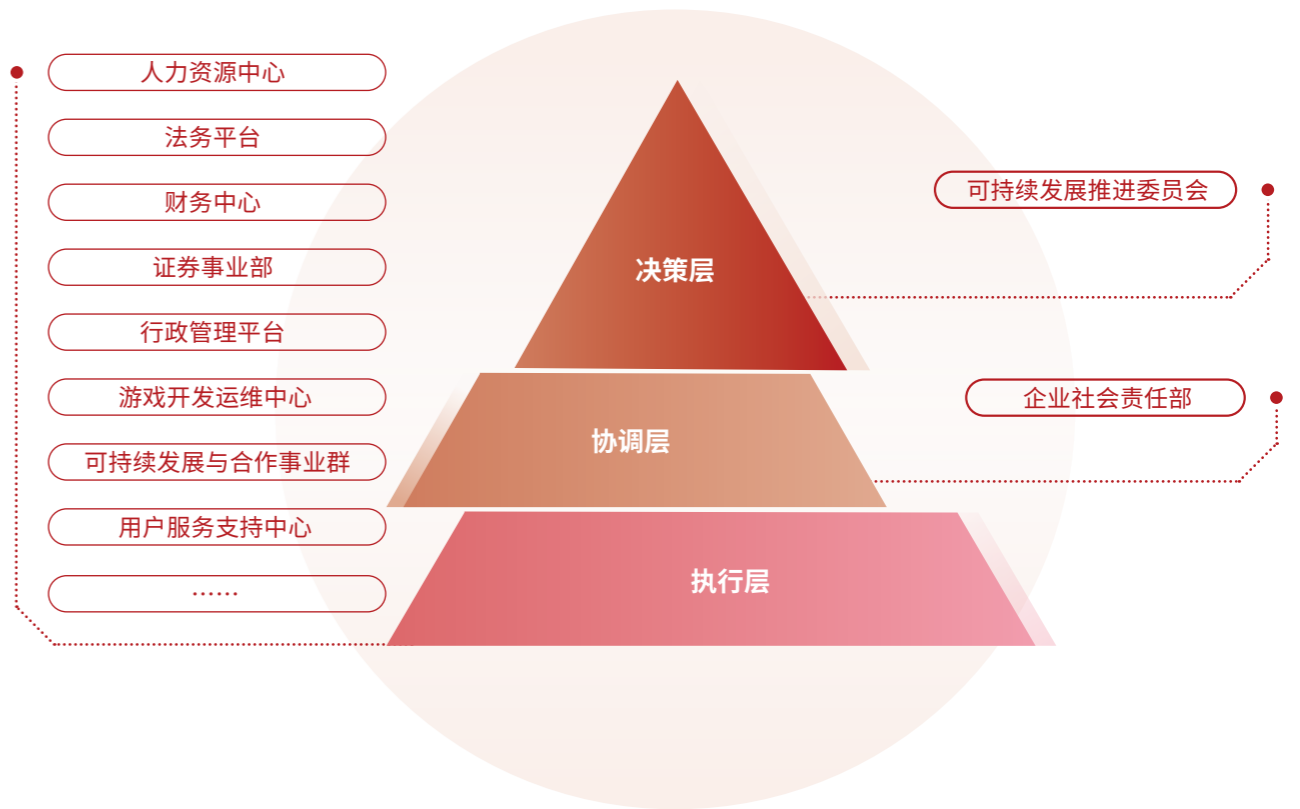 人力资源中心
法务平台
财务中心
证券事业部
行政管理平台
游戏开发运维中心
可持续发展与合作事业群
用户服务支持中心
······
决策层
协调层
执行层
可持续发展推进委员会
企业社会责任部